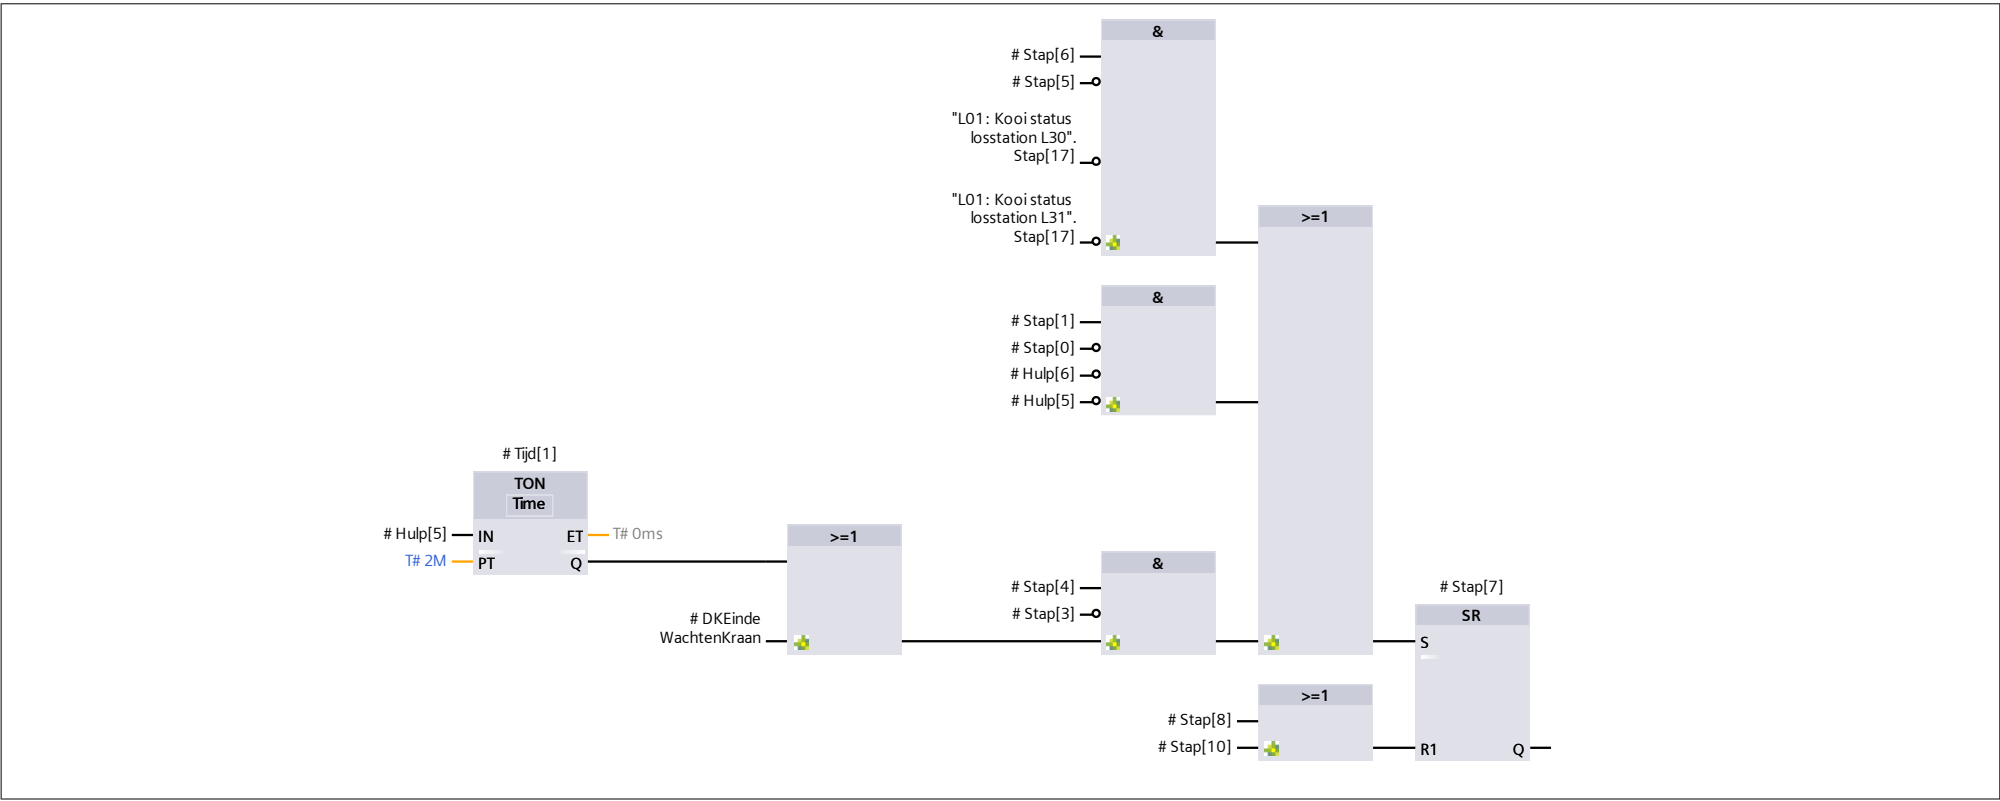 &
# Stap[6]
# Stap[5]
"L01: Kooi status
losstation L30".
Stap[17]
"L01: Kooi status
losstation L31".
Stap[17]
>=1
&
# Stap[1]
# Stap[0]
# Hulp[6]
# Hulp[5]
# Tijd[1]
TON
Time
# Hulp[5]
IN
ET
T# 0ms
T# 2M
PT
Q
>=1
# DKEinde
WachtenKraan
&
# Stap[4]
# Stap[3]
# Stap[7]
SR
S
>=1
# Stap[8]
# Stap[10]
R1
Q